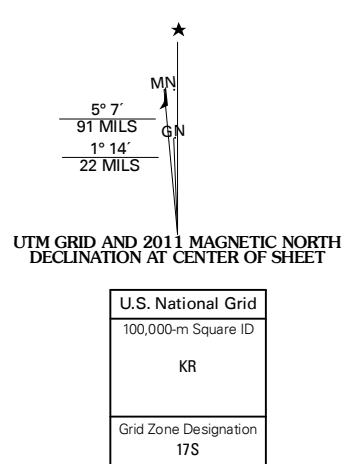 ★
MN
5° 7´
91 MILS
GN
1° 14´
22 MILS
UTM GRID AND 2011 MAGNETIC NORTH
DECLINATION AT CENTER OF SHEET
U.S. National Grid
100,000-m Square ID
KR
Grid Zone Designation
17S